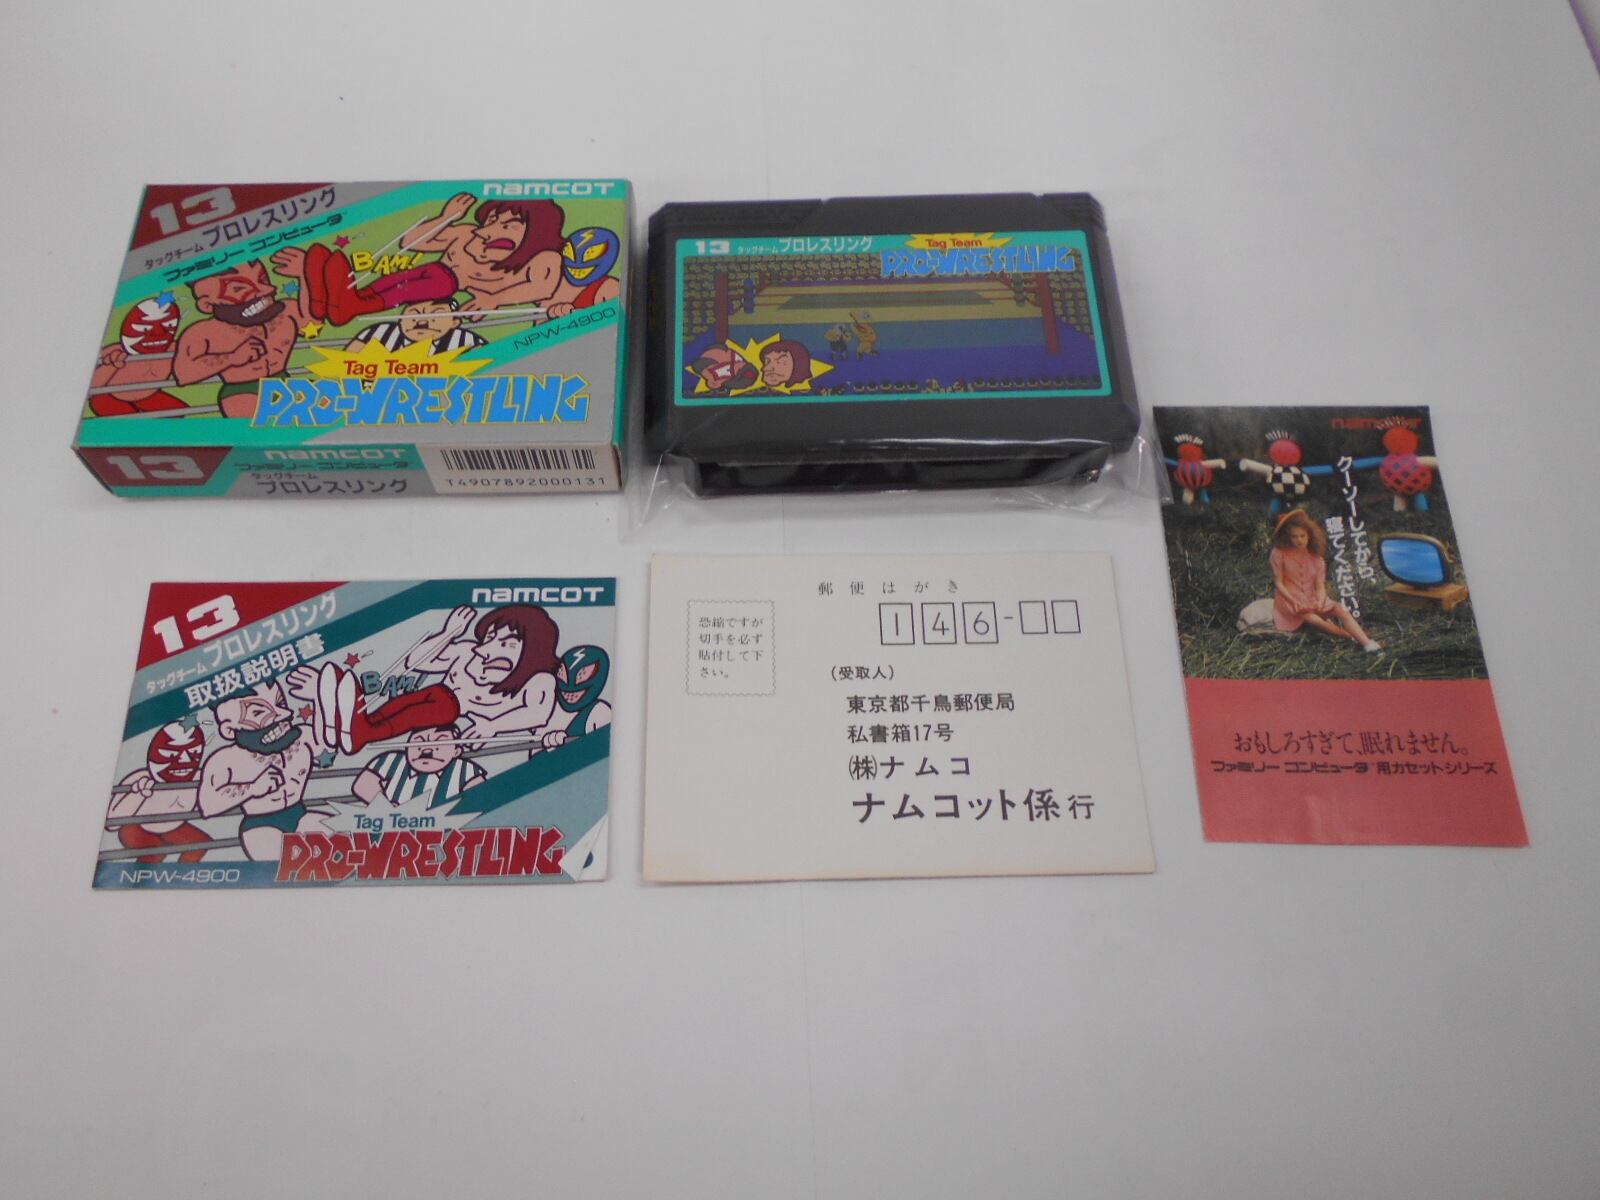 13
namcoT
タッグチーム プロレスリング
ファミリー コンピュータ
BAM!
NPW-4900
Tag Team
PRO-WRESTLING
13
namcoT
ファミリー コンピュータ
タッグチーム
プロレスリング
T4907892000131
13 タッグチーム プロレスリング
Tag Team
PRO-WRESTLING
13
namcoT
タッグチーム プロレスリング
取扱説明書
BAM!
Tag Team
PRO-WRESTLING
NPW-4900
郵便はがき
恐縮ですが
切手を必ず
貼付して下
さい。
146-
(受取人)
東京都千鳥郵便局
私書箱17号
(株)ナムコ
ナムコット係 行
namcoT
クーソーしてから、
寝てください。
おもしろすぎて、眠れません。
ファミリー コンピュータ 用カセットシリーズ